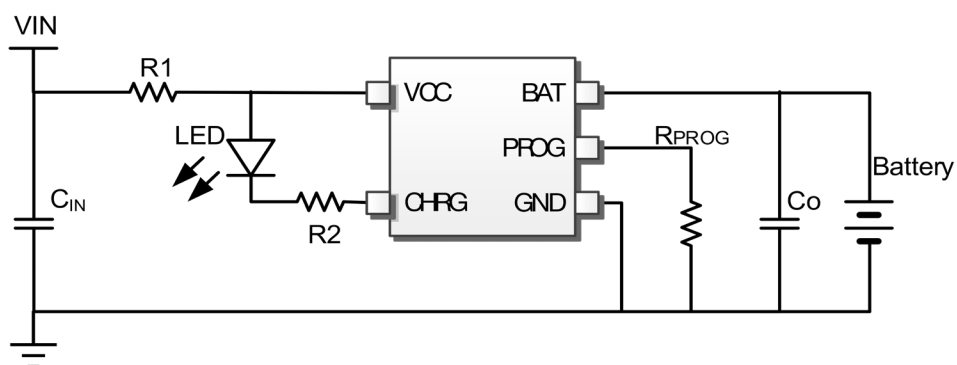 VIN
R1
VCC
BAT
LED
PROG
RPROG
Battery
CIN
CHRG
GND
Co
R2